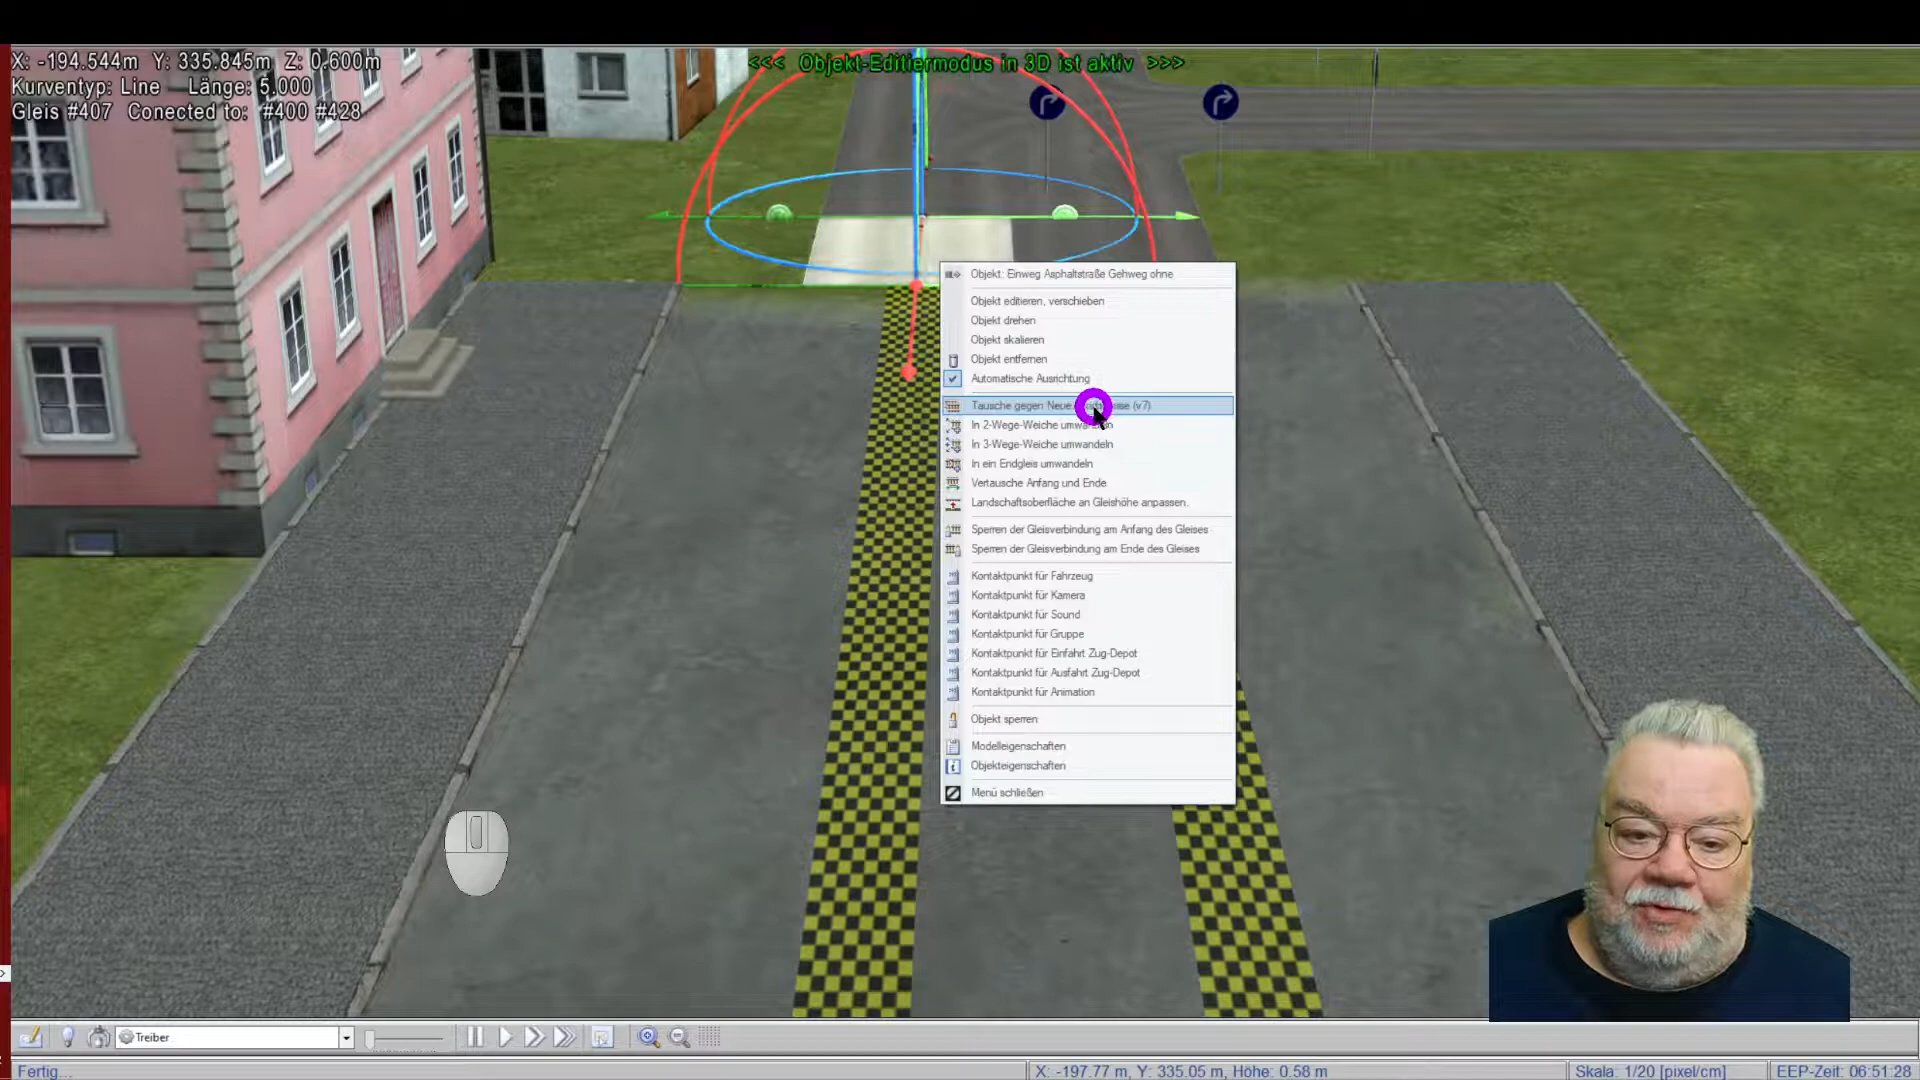 X: -194.544m Y: 335.845m Z: 0.600m
<<< Objekt-Editiermodus in 3D ist aktiv >>>
Kurventyp: Line Länge: 5.000
Gleis #407 Conected to: #400 #428
Objekt: Einweg Asphaltstraße Gehweg ohne
Objekt editieren, verschieben
Objekt drehen
Objekt skalieren
Objekt entfernen
Automatische Ausrichtung
Tausche gegen Neue (v7)
In 2-Wege-Weiche umwandeln
In 3-Wege-Weiche umwandeln
In ein Endgleis umwandeln
Vertausche Anfang und Ende
Landschaftsoberfläche an Gleishöhe anpassen.
Sperren der Gleisverbindung am Anfang des Gleises
Sperren der Gleisverbindung am Ende des Gleises
Kontaktpunkt für Fahrzeug
Kontaktpunkt für Kamera
Kontaktpunkt für Sound
Kontaktpunkt für Gruppe
Kontaktpunkt für Einfahrt Zug-Depot
Kontaktpunkt für Ausfahrt Zug-Depot
Kontaktpunkt für Animation
Objekt sperren
Modelleigenschaften
Objekteigenschaften
Menü schließen
Treiber
Fertig...
X: -197.77 m, Y: 335.05 m, Höhe: 0.58 m
Skala: 1/20 [pixel/cm]
EEP-Zeit: 06:51:28